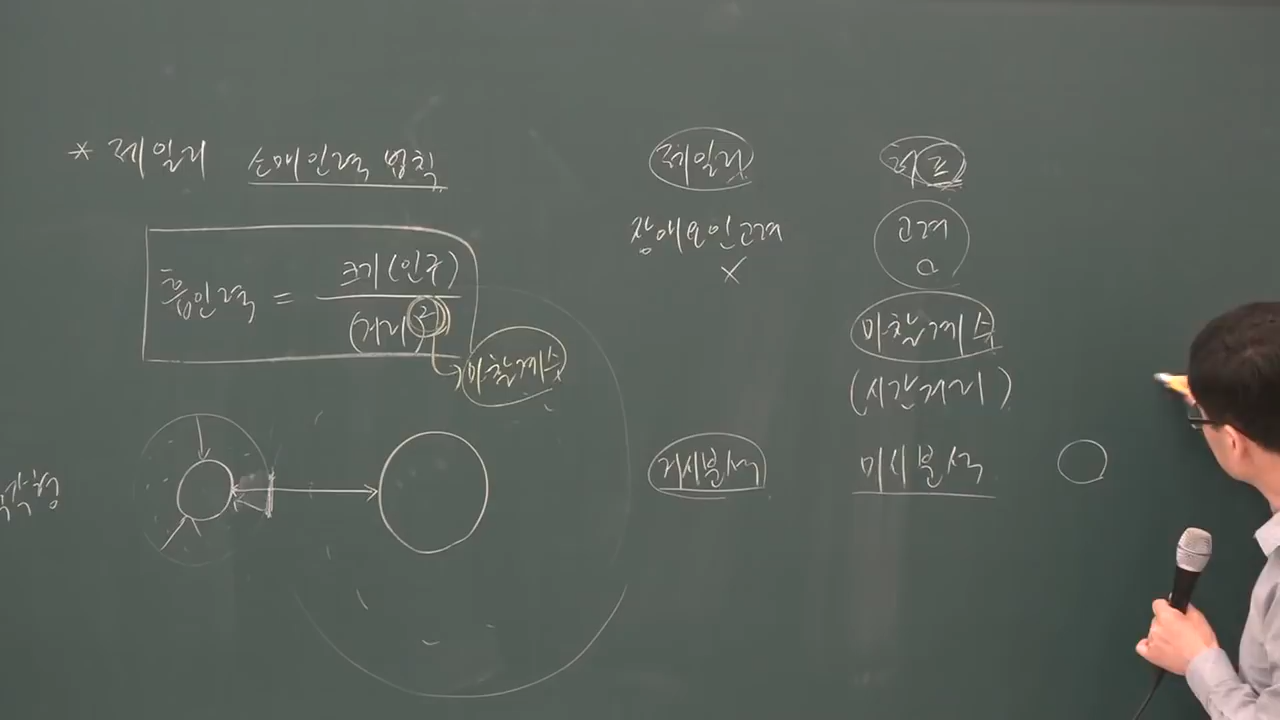 * 레일리 소매인력 법칙
흡인력 = 크기(인구) / (거리)²
마찰계수
레일리
장애요인고려
X
거시분석
허프
고려
O
마찰계수
(시간거리)
미시분석